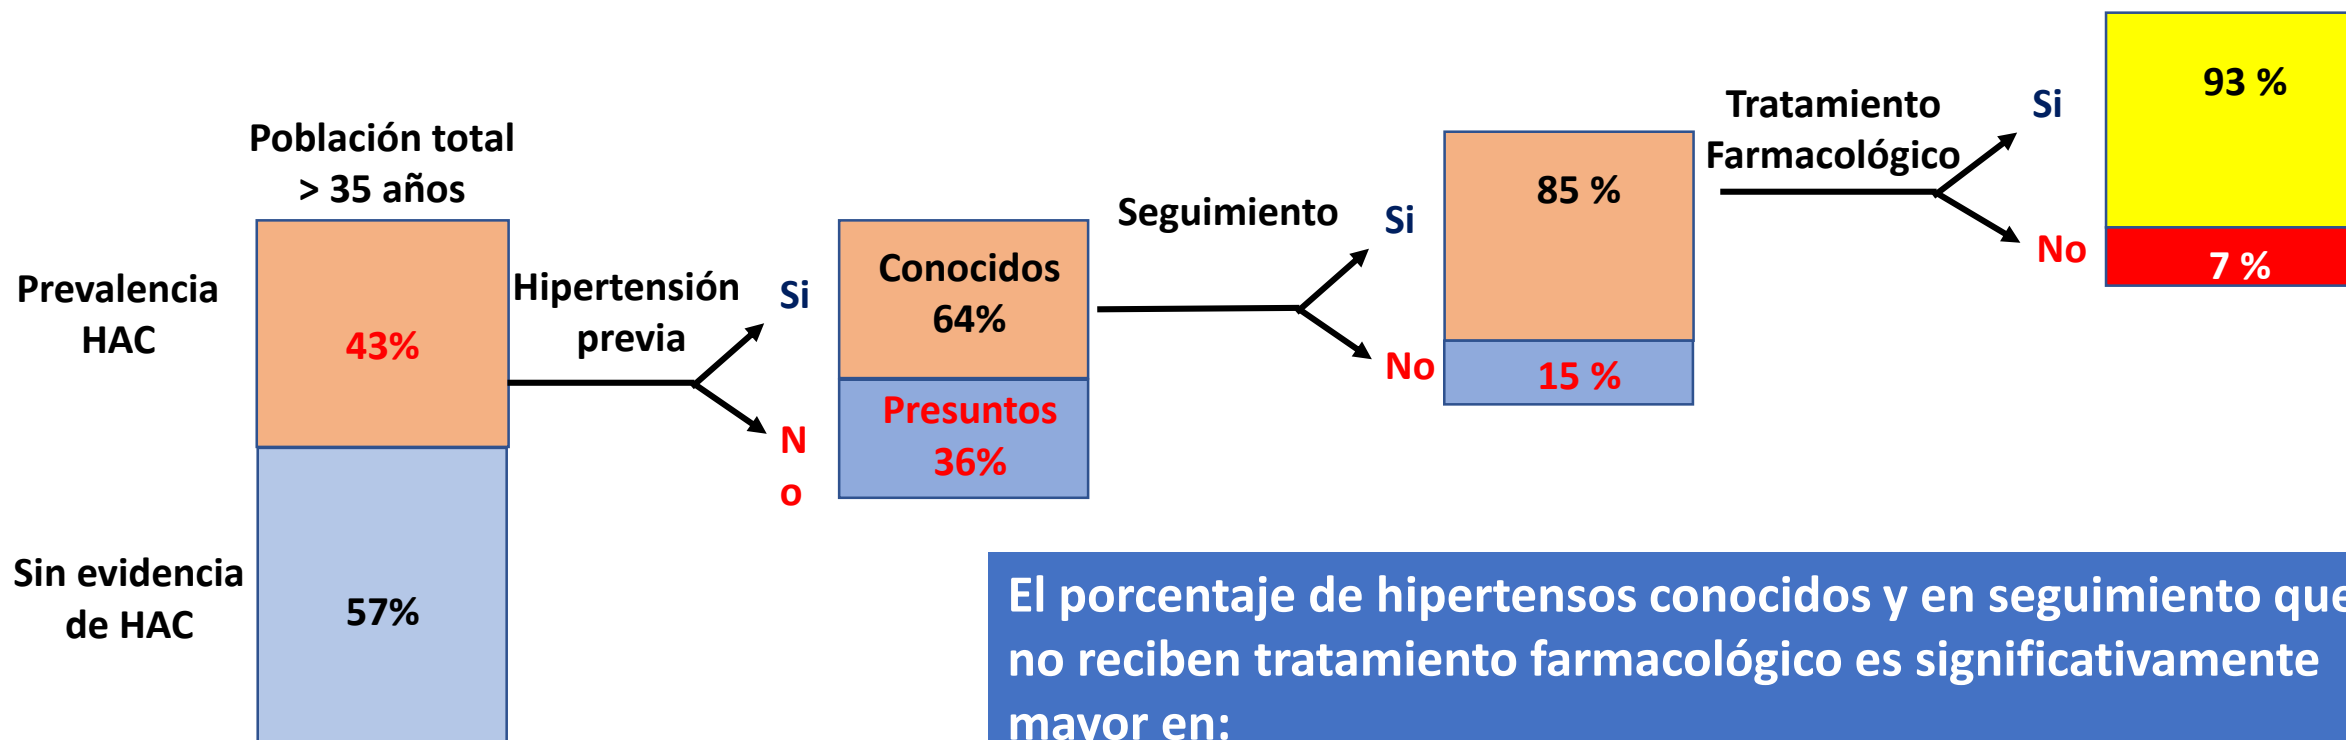 Población total
> 35 años
Prevalencia
HAC
43%
Sin evidencia
de HAC
57%
Hipertensión
previa
Si
N
o
Conocidos
64%
Presuntos
36%
Seguimiento
Si
No
85 %
15 %
Tratamiento
Farmacológico
Si
No
93 %
7 %
El porcentaje de hipertensos conocidos y en seguimiento que
no reciben tratamiento farmacológico es significativamente
mayor en: